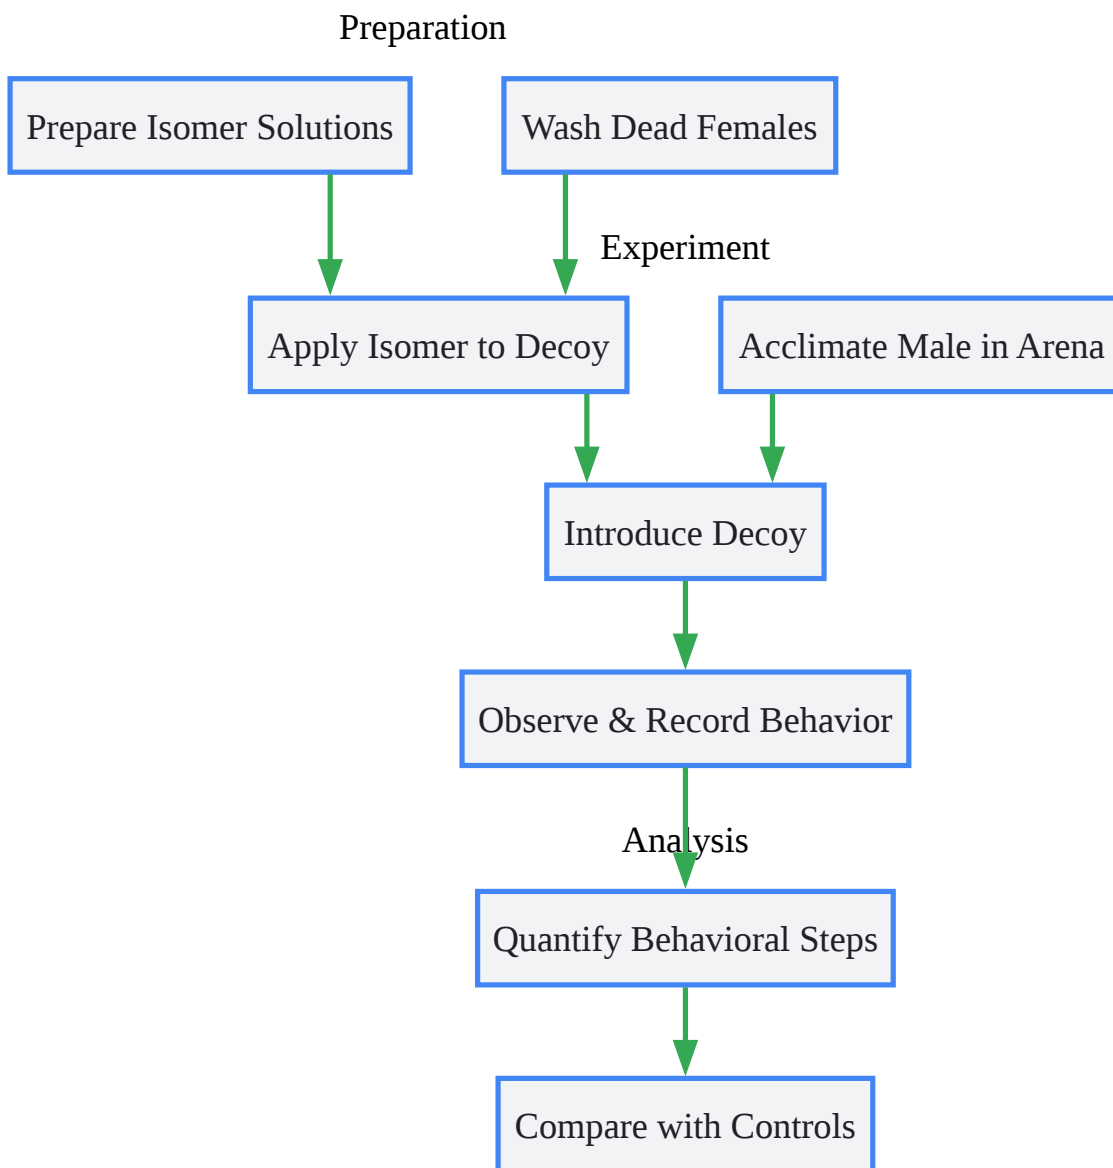 Preparation
Prepare Isomer Solutions
Wash Dead Females
Experiment
Apply Isomer to Decoy
Acclimate Male in Arena
Introduce Decoy
Observe & Record Behavior
Analysis
Quantify Behavioral Steps
Compare with Controls